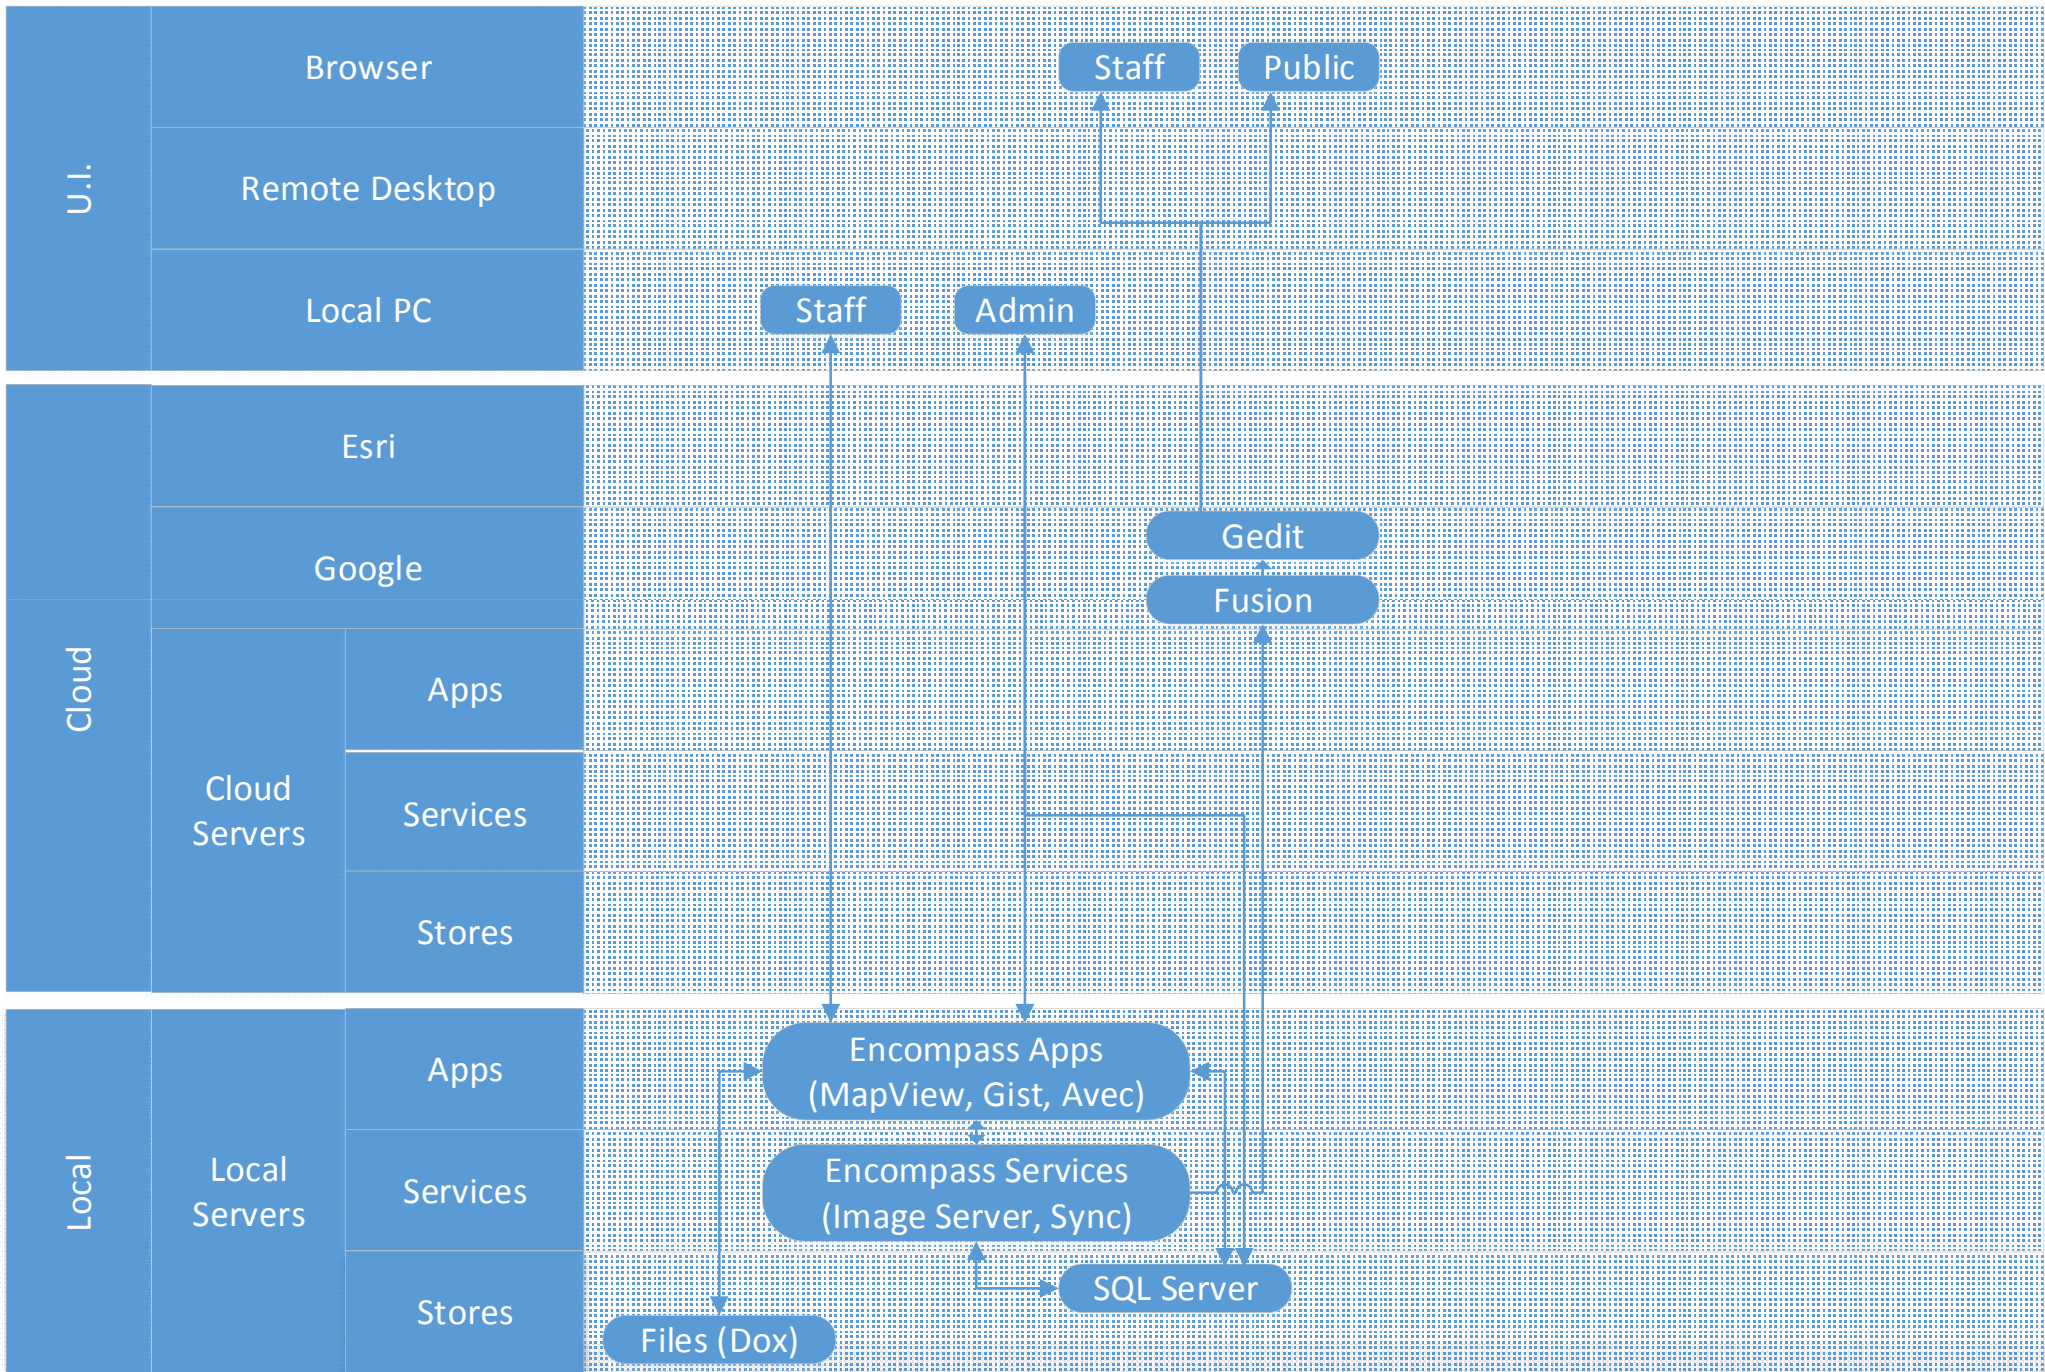 U.I.
Browser
Remote Desktop
Local PC
Staff
Public
Staff
Admin
Cloud
Esri
Google
Gedit
Fusion
Cloud
Servers
Apps
Services
Stores
Local
Local
Servers
Apps
Services
Stores
Encompass Apps
(MapView, Gist, Avec)
Encompass Services
(Image Server, Sync)
SQL Server
Files (Dox)